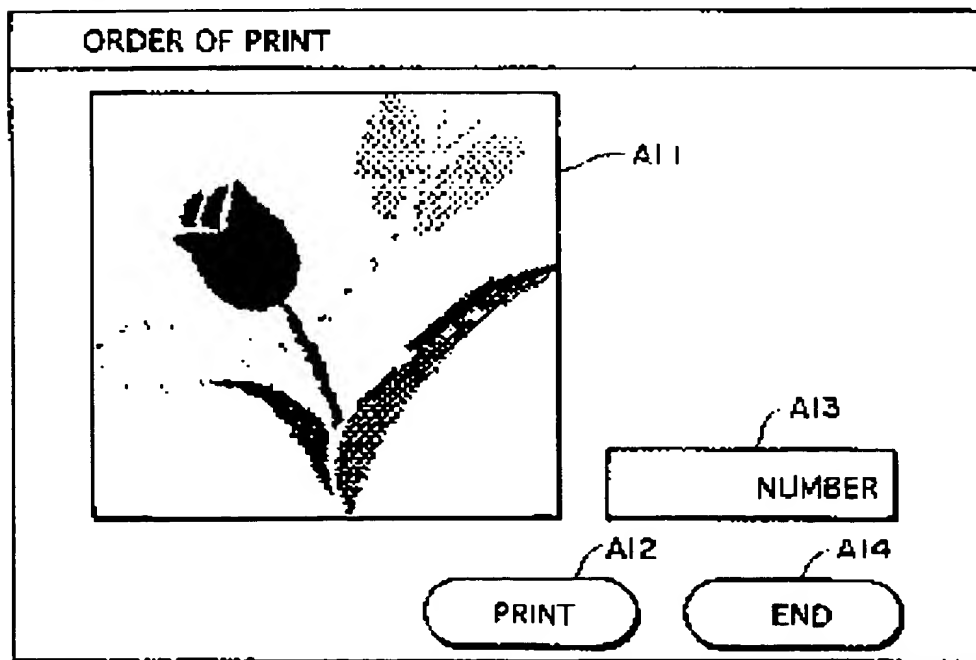 ORDER OF PRINT
A11
A13
NUMBER
A12
A14
PRINT
END